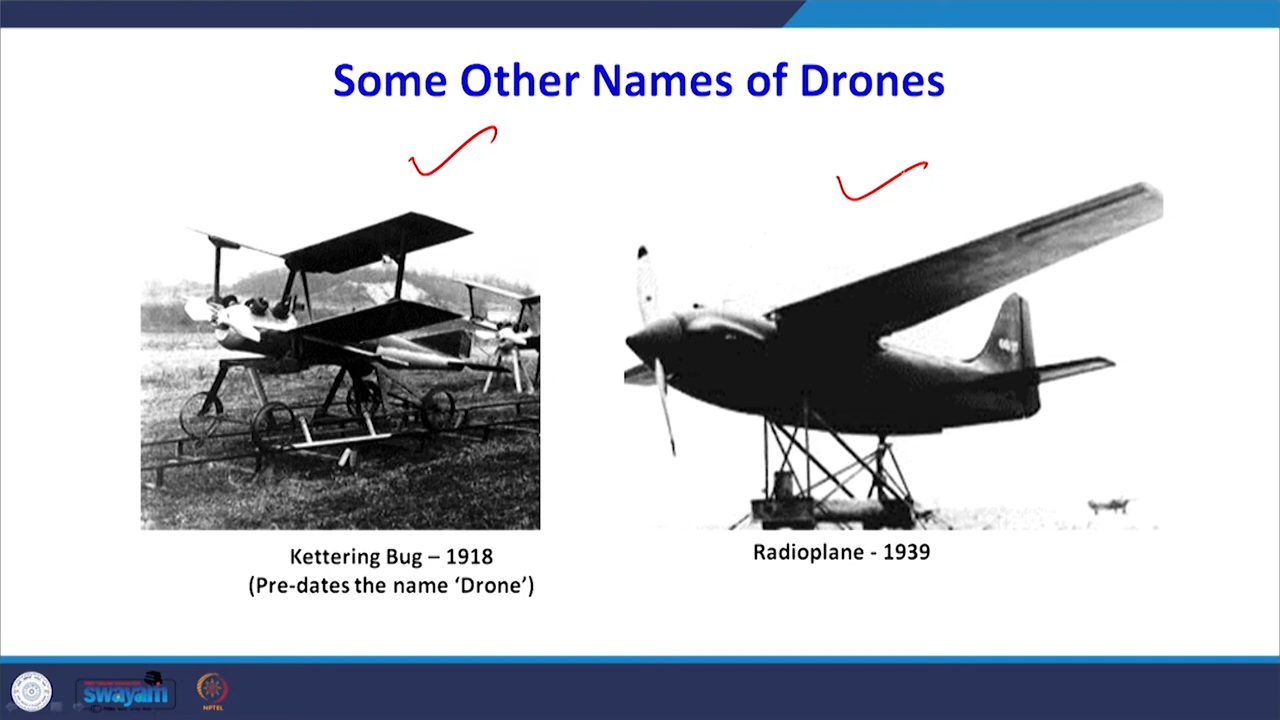 Some Other Names of Drones
Kettering Bug – 1918
(Pre-dates the name ‘Drone’)
Radioplane - 1939
swayam
NPTEL